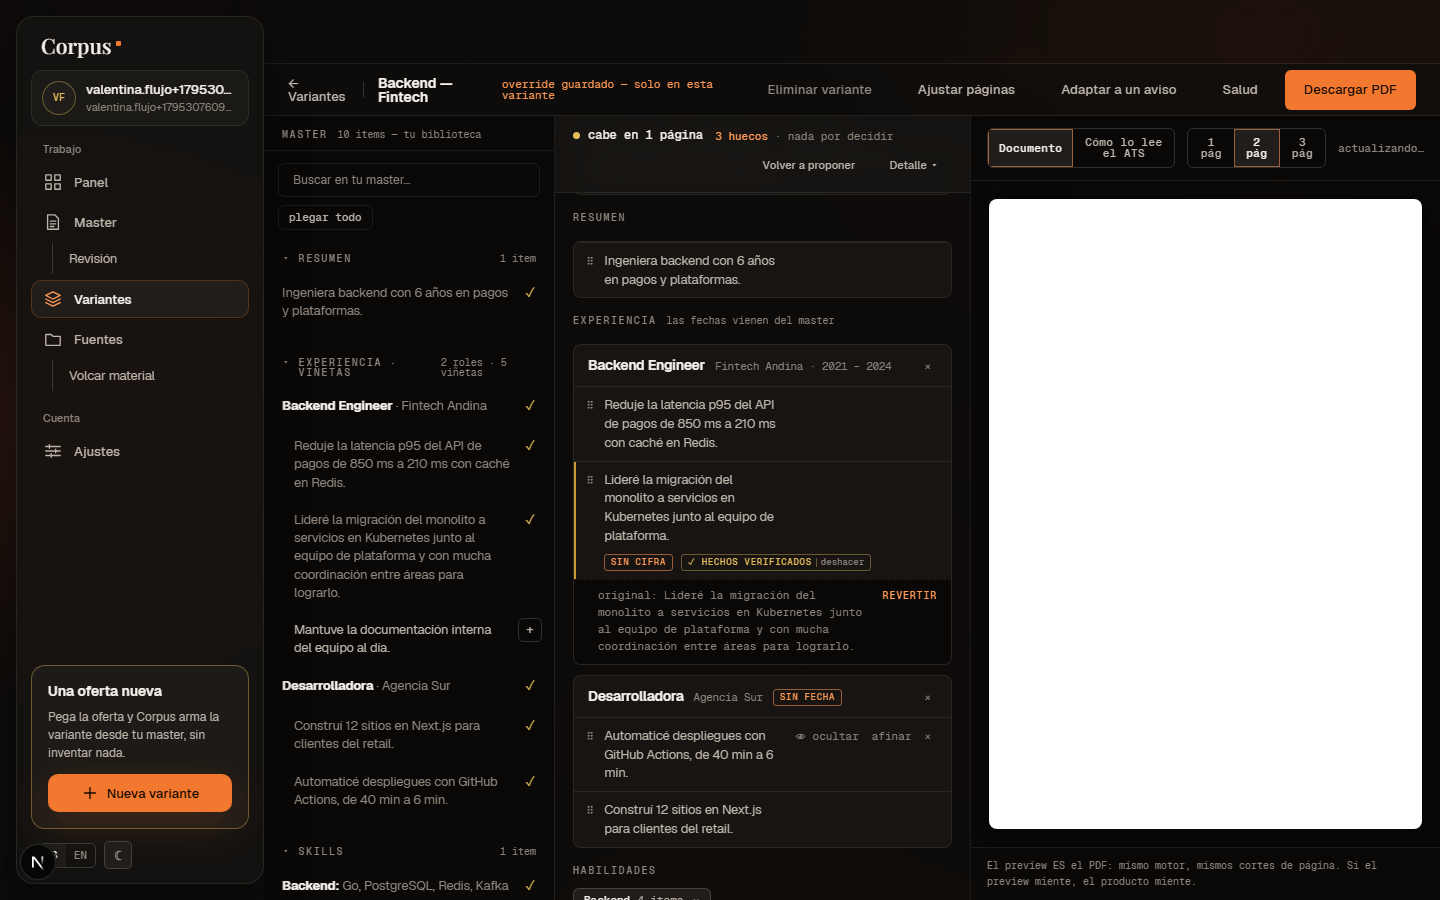 Corpus
VF
valentina.flujo+179530...
valentina.flujo+1795307609...
Trabajo
Panel
Master
Revisión
Variantes
Fuentes
Volcar material
Cuenta
Ajustes
Una oferta nueva
Pega la oferta y Corpus arma la
variante desde tu master, sin
inventar nada.
+ Nueva variante
N
EN
←
Variantes
Backend —
Fintech
override guardado — solo en esta
variante
Eliminar variante
Ajustar páginas
Adaptar a un aviso
Salud
Descargar PDF
MASTER 10 items — tu biblioteca
Buscar en tu master...
plegar todo
RESUMEN 1 item
Ingeniera backend con 6 años en pagos ✓
y plataformas.
EXPERIENCIA · 2 roles · 5
VIÑETAS viñetas
Backend Engineer · Fintech Andina ✓
Reduje la latencia p95 del API de ✓
pagos de 850 ms a 210 ms con caché
en Redis.
Lideré la migración del monolito a ✓
servicios en Kubernetes junto al
equipo de plataforma y con mucha
coordinación entre áreas para
lograrlo.
Mantuve la documentación interna +
del equipo al día.
Desarrolladora · Agencia Sur ✓
Construí 12 sitios en Next.js para ✓
clientes del retail.
Automaticé despliegues con GitHub ✓
Actions, de 40 min a 6 min.
SKILLS 1 item
Backend: Go, PostgreSQL, Redis, Kafka ✓
cabe en 1 página 3 huecos · nada por decidir
Volver a proponer Detalle
RESUMEN
Ingeniera backend con 6 años
en pagos y plataformas.
EXPERIENCIA las fechas vienen del master
Backend Engineer Fintech Andina · 2021 – 2024 ×
Reduje la latencia p95 del API
de pagos de 850 ms a 210 ms
con caché en Redis.
Lideré la migración del
monolito a servicios en
Kubernetes junto al equipo de
plataforma.
SIN CIFRA ✓ HECHOS VERIFICADOS | deshacer
original: Lideré la migración del REVERTIR
monolito a servicios en Kubernetes junto
al equipo de plataforma y con mucha
coordinación entre áreas para lograrlo.
Desarrolladora Agencia Sur SIN FECHA ×
Automaticé despliegues con ocultar afinar ×
GitHub Actions, de 40 min a 6
min.
Construí 12 sitios en Next.js
para clientes del retail.
HABILIDADES
Backend 4 items ×
Documento
Cómo lo lee
el ATS
1
pág
2
pág
3
pág
actualizando...
El preview ES el PDF: mismo motor, mismos cortes de página. Si el
preview miente, el producto miente.